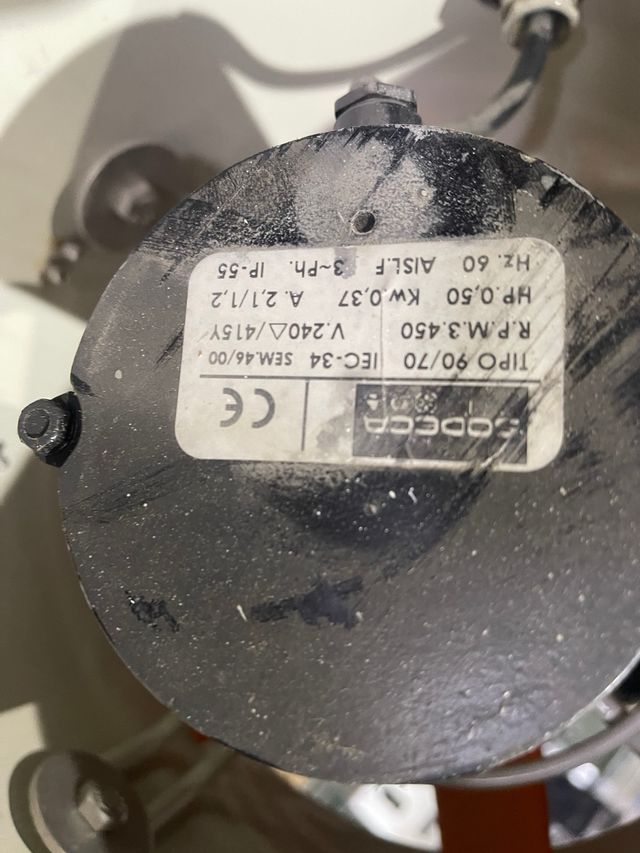 SODECA
CE
TIPO 90/70 IEC-34 SEM.46/00
R.P.M.3.450 V.240△/415Y
HP.0,50 Kw.0,37 A. 2,1/1,2
Hz. 60 AISL.F 3~Ph. IP-55